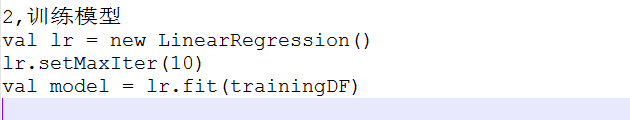 2,训练模型
val lr = new LinearRegression()
lr.setMaxIter(10)
val model = lr.fit(trainingDF)